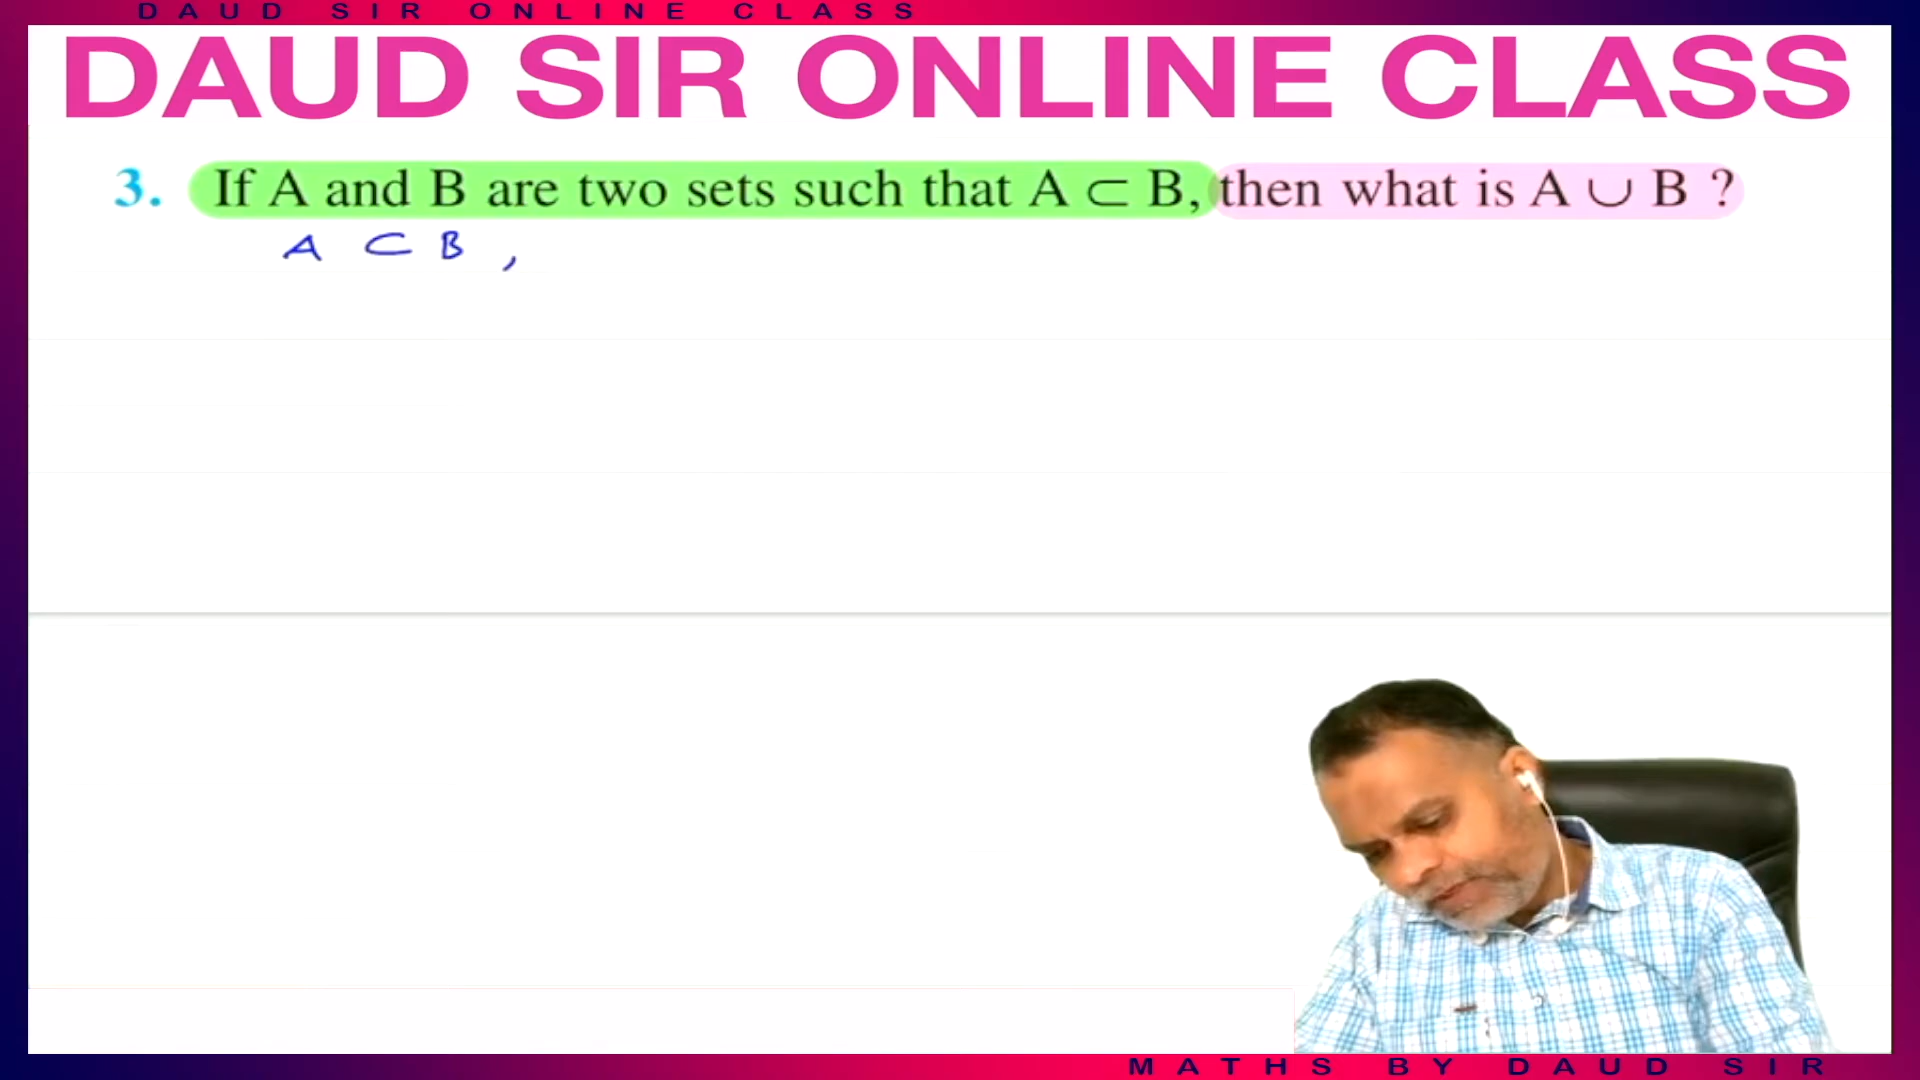 DAUD SIR ONLINE CLASS
DAUD SIR ONLINE CLASS
3. If A and B are two sets such that A ⊂ B, then what is A ∪ B ?
A ⊂ B ,
MATHS BY DAUD SIR